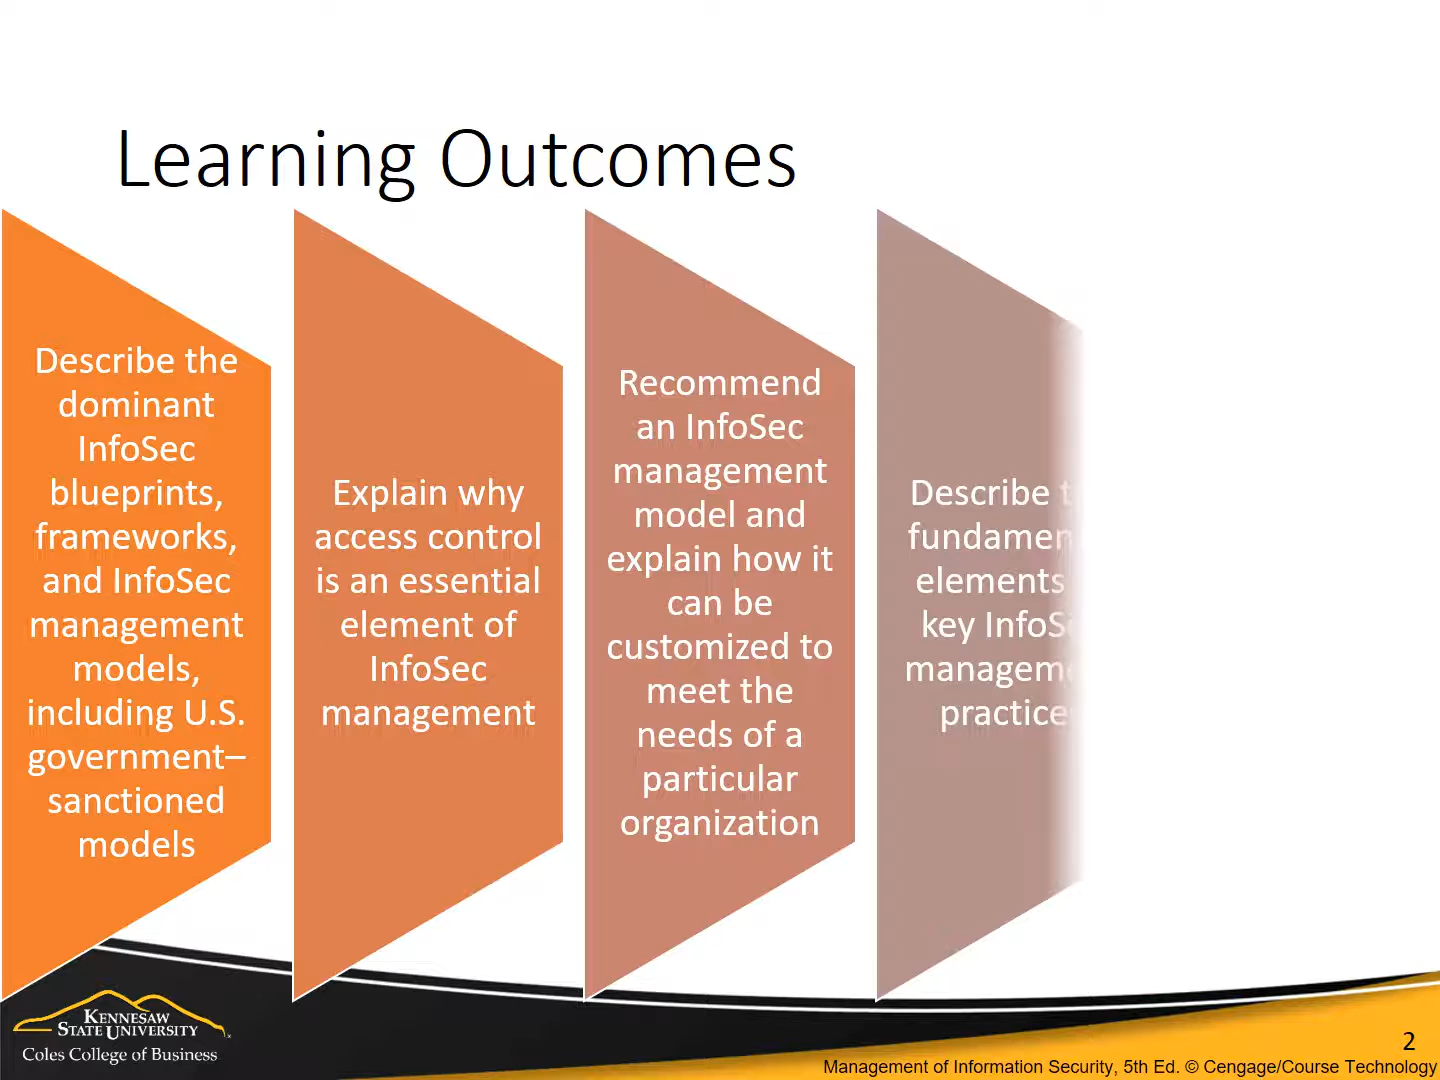 Learning Outcomes
Describe the
dominant
InfoSec
blueprints,
frameworks,
and InfoSec
management
models,
including U.S.
government–
sanctioned
models
Explain why
access control
is an essential
element of
InfoSec
management
Recommend
an InfoSec
management
model and
explain how it
can be
customized to
meet the
needs of a
particular
organization
Describe
elements
key
KENNESAW
STATE UNIVERSITY
Coles College of Business
2
Management of Information Security, 5th Ed. © Cengage/Course Technology